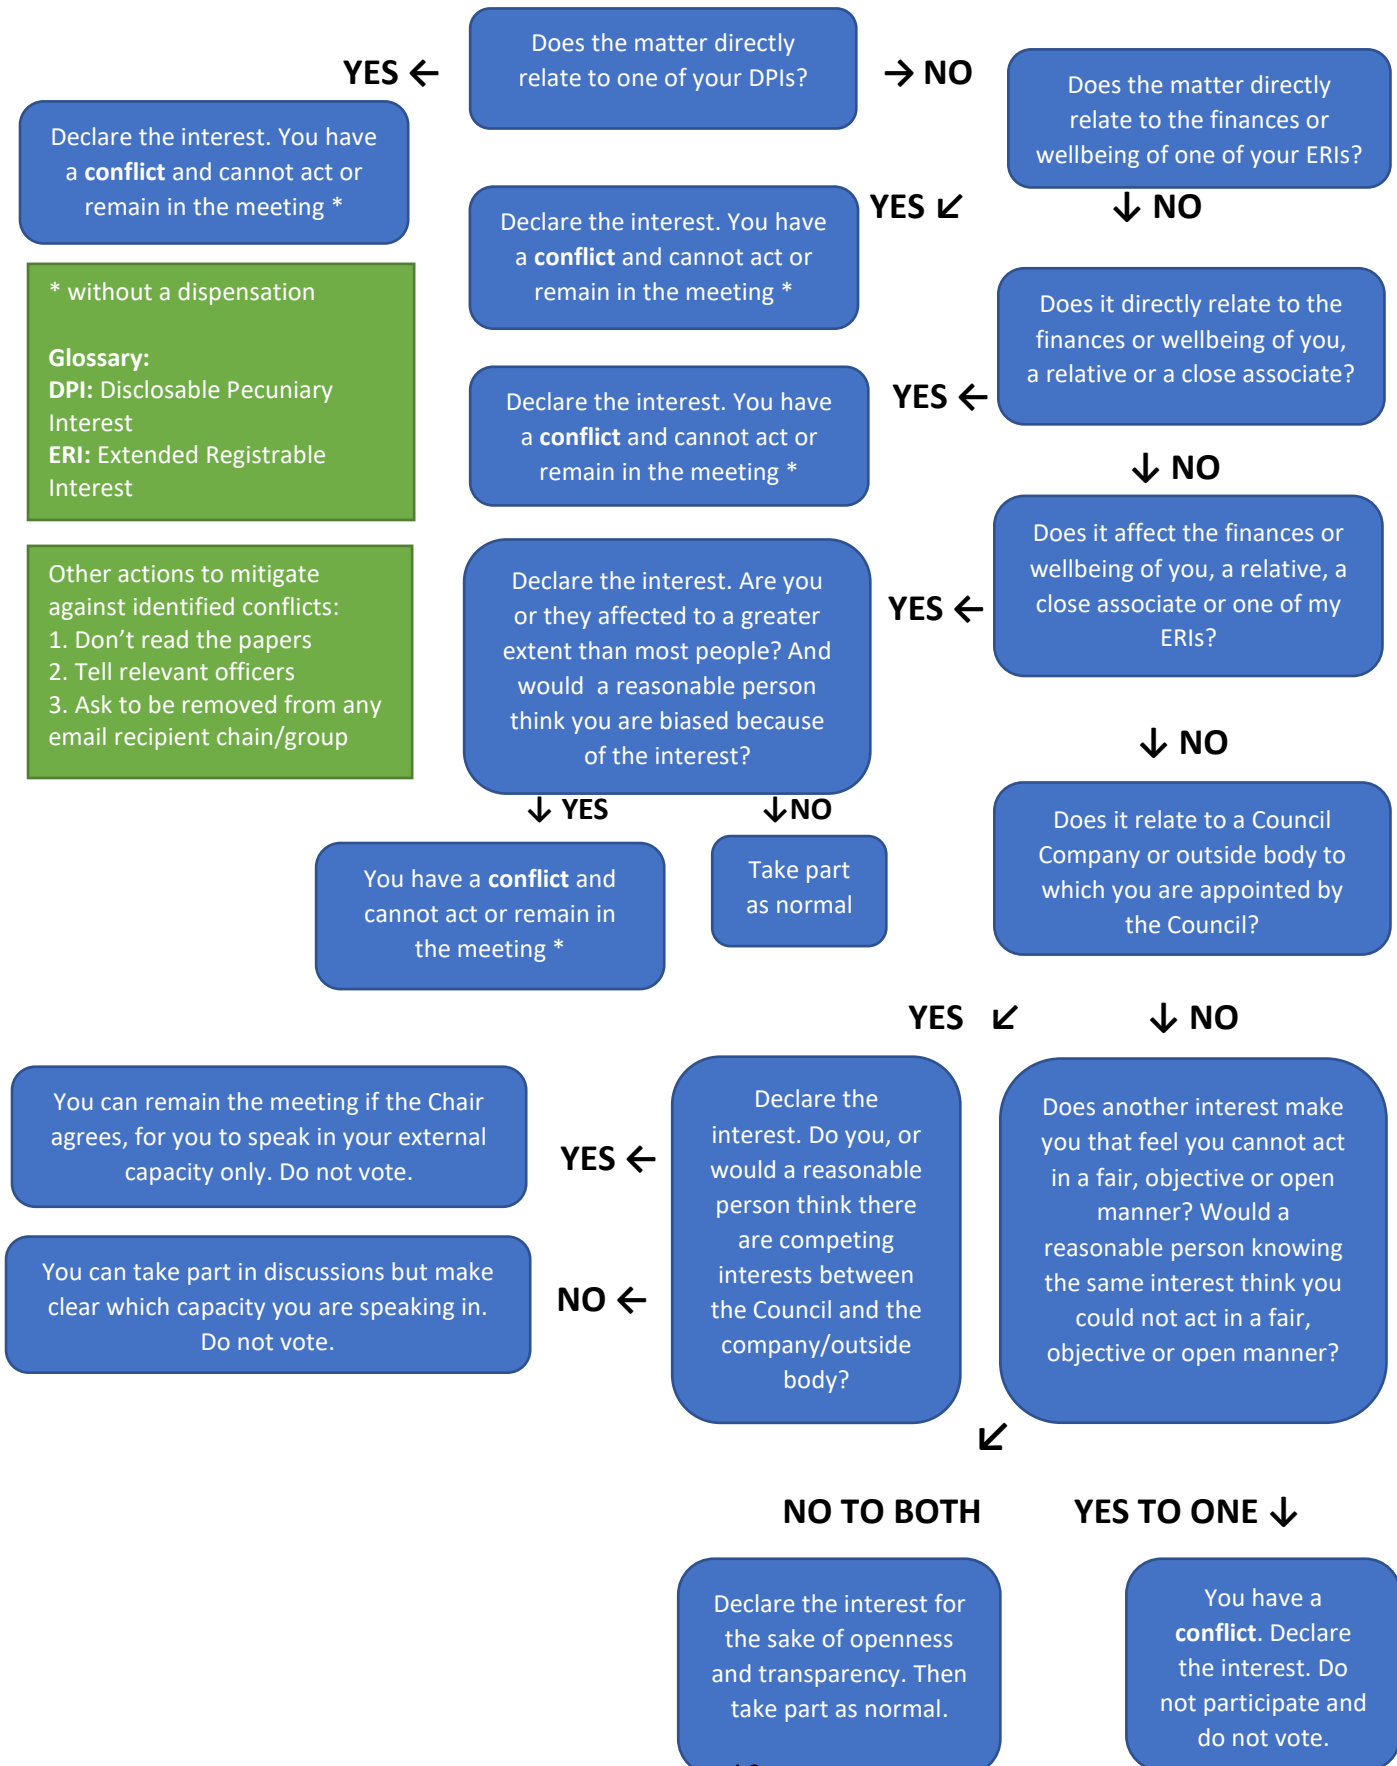 Does the matter directly
relate to one of your DPIs?
YES ←
→ NO
Does the matter directly
relate to the finances or
wellbeing of one of your ERIs?
Declare the interest. You have
a conflict and cannot act or
remain in the meeting *
YES ↙
↓ NO
Declare the interest. You have
a conflict and cannot act or
remain in the meeting *
* without a dispensation
Glossary:
DPI: Disclosable Pecuniary
Interest
ERI: Extended Registrable
Interest
Does it directly relate to the
finances or wellbeing of you,
a relative or a close associate?
YES ←
Declare the interest. You have
a conflict and cannot act or
remain in the meeting *
↓ NO
Does it affect the finances or
wellbeing of you, a relative, a
close associate or one of my
ERIs?
YES ←
Declare the interest. Are you
or they affected to a greater
extent than most people? And
would  a reasonable person
think you are biased because
of the interest?
Other actions to mitigate
against identified conflicts:
1. Don’t read the papers
2. Tell relevant officers
3. Ask to be removed from any
email recipient chain/group
↓ NO
↓ YES
↓NO
You have a conflict and
cannot act or remain in
the meeting *
Take part
as normal
Does it relate to a Council
Company or outside body to
which you are appointed by
the Council?
YES ↙
↓ NO
Declare the
interest. Do you, or
would a reasonable
person think there
are competing
interests between
the Council and the
company/outside
body?
Does another interest make
you that feel you cannot act
in a fair, objective or open
manner? Would a
reasonable person knowing
the same interest think you
could not act in a fair,
objective or open manner?
You can remain the meeting if the Chair
agrees, for you to speak in your external
capacity only. Do not vote.
YES ←
You can take part in discussions but make
clear which capacity you are speaking in.
Do not vote.
NO ←
↙
NO TO BOTH
YES TO ONE ↓
Declare the interest for
the sake of openness
and transparency. Then
take part as normal.
You have a
conflict. Declare
the interest. Do
not participate and
do not vote.